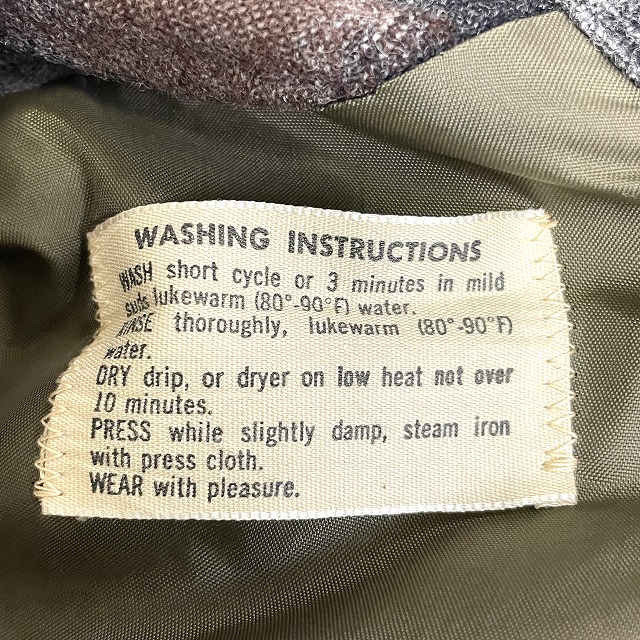 WASHING INSTRUCTIONS
WASH short cycle or 3 minutes in mild
suds lukewarm (80°-90°F) water.
RINSE thoroughly, lukewarm (80°-90°F)
water.
DRY drip, or dryer on low heat not over
10 minutes.
PRESS while slightly damp, steam iron
with press cloth.
WEAR with pleasure.